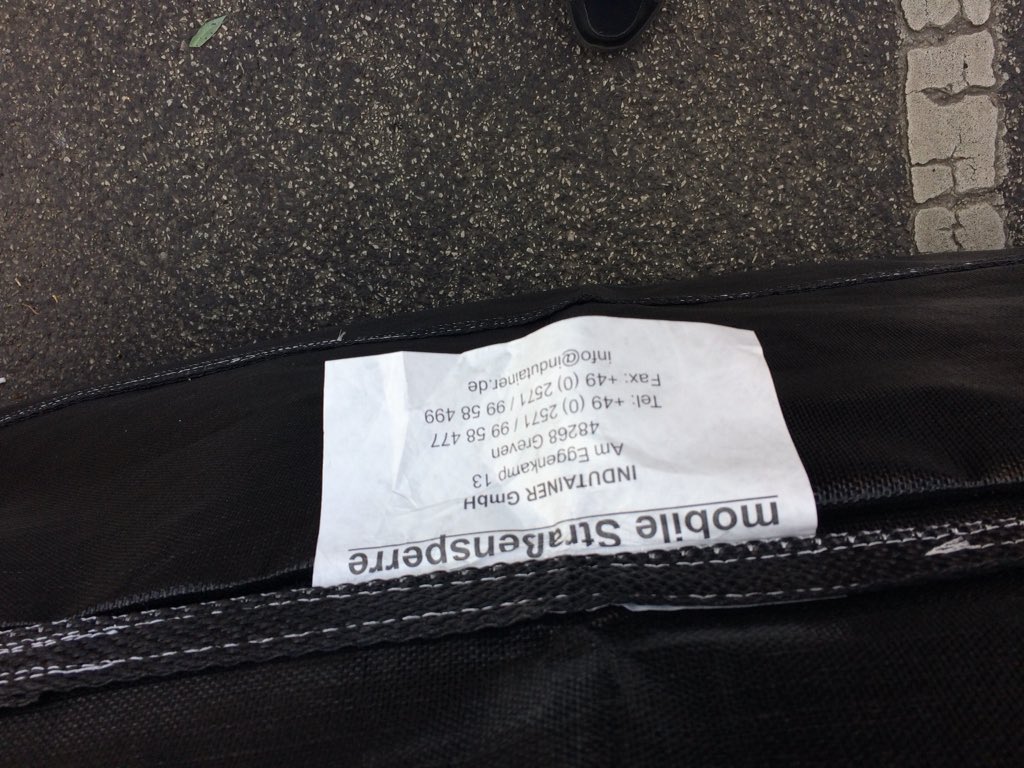 mobile Straßensperre
INDUTAINER GmbH
Am Eggenkamp 13
48268 Greven
Tel: +49 (0) 2571 / 99 58 477
Fax: +49 (0) 2571 / 99 58 499
info@indutainer.de